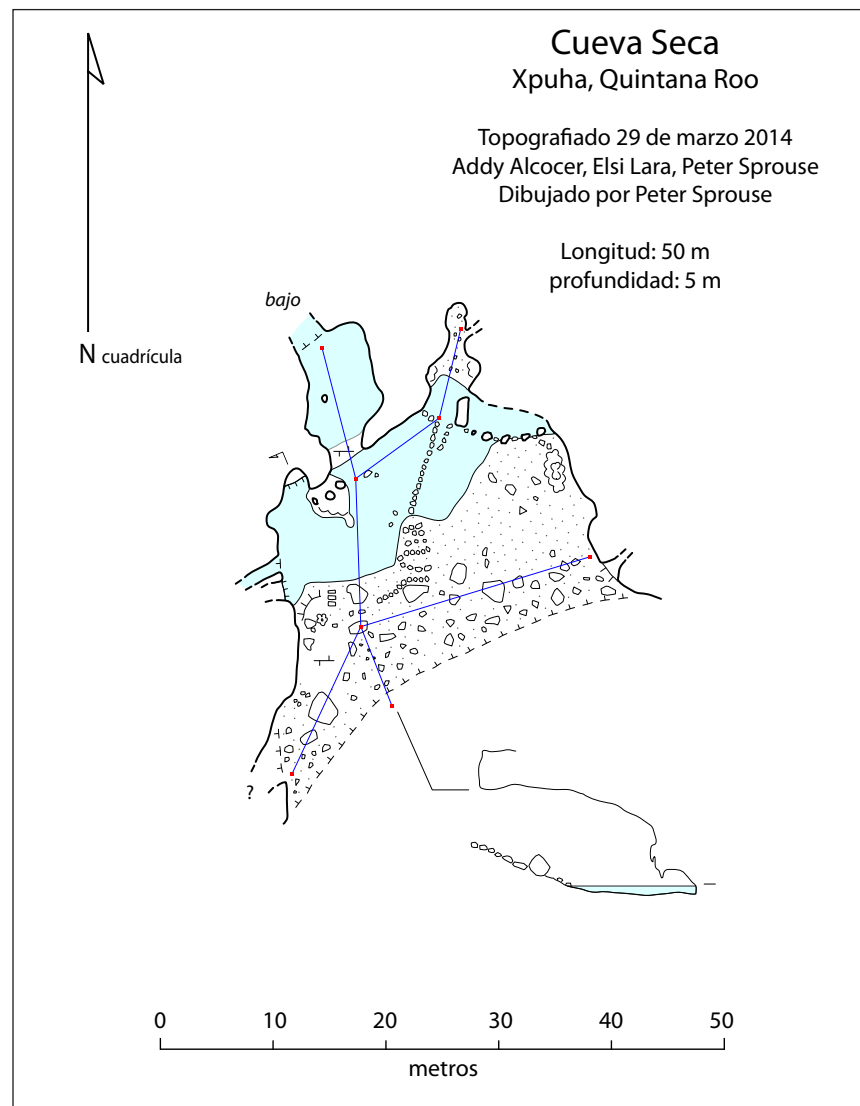 Cueva Seca
Xpuha, Quintana Roo
Topografiado 29 de marzo 2014
Addy Alcocer, Elsi Lara, Peter Sprouse
Dibujado por Peter Sprouse
Longitud: 50 m
profundidad: 5 m
bajo
N cuadrícula
?
0 10 20 30 40 50
metros